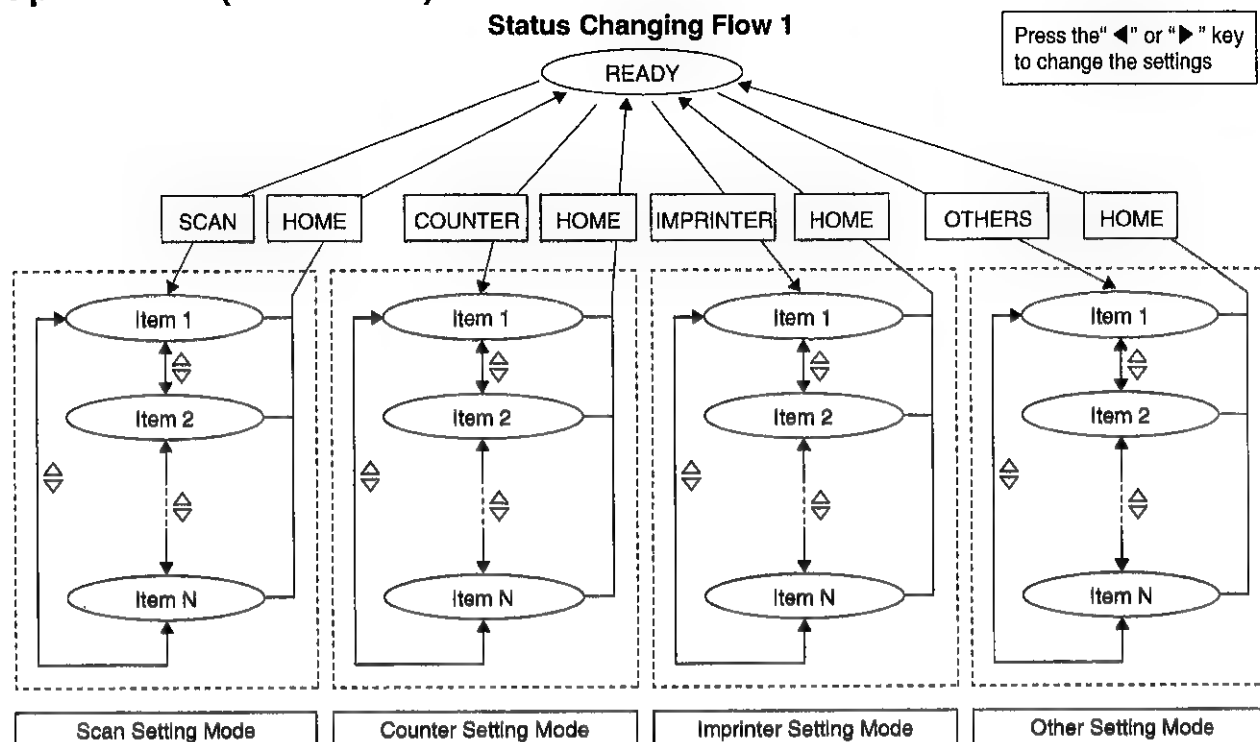 Status Changing Flow 1
Press the“ ◀” or “▶ ” key
to change the settings
READY
SCAN
HOME
COUNTER
HOME
IMPRINTER
HOME
OTHERS
HOME
Item 1
Item 1
Item 1
Item 1
Item 2
Item 2
Item 2
Item 2
Item N
Item N
Item N
Item N
Scan Setting Mode
Counter Setting Mode
Imprinter Setting Mode
Other Setting Mode